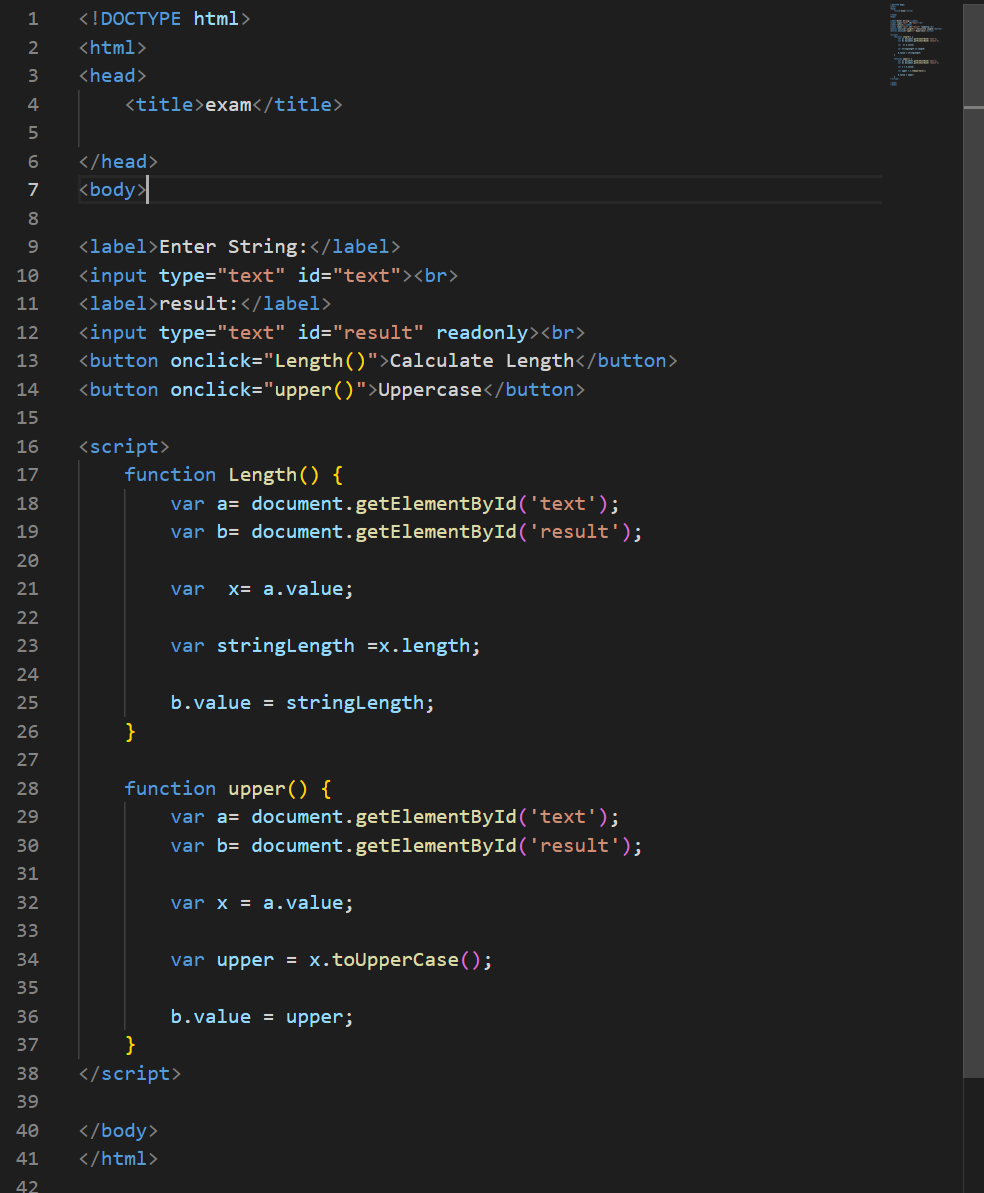 1 <!DOCTYPE html>
2 <html>
3 <head>
4     <title>exam</title>
5
6 </head>
7 <body>
8
9 <label>Enter String:</label>
10 <input type="text" id="text"><br>
11 <label>result:</label>
12 <input type="text" id="result" readonly><br>
13 <button onclick="Length()">Calculate Length</button>
14 <button onclick="upper()">Uppercase</button>
15
16 <script>
17     function Length() {
18         var a= document.getElementById('text');
19         var b= document.getElementById('result');
20
21         var  x= a.value;
22
23         var stringLength =x.length;
24
25         b.value = stringLength;
26     }
27
28     function upper() {
29         var a= document.getElementById('text');
30         var b= document.getElementById('result');
31
32         var x = a.value;
33
34         var upper = x.toUpperCase();
35
36         b.value = upper;
37     }
38 </script>
39
40 </body>
41 </html>
42